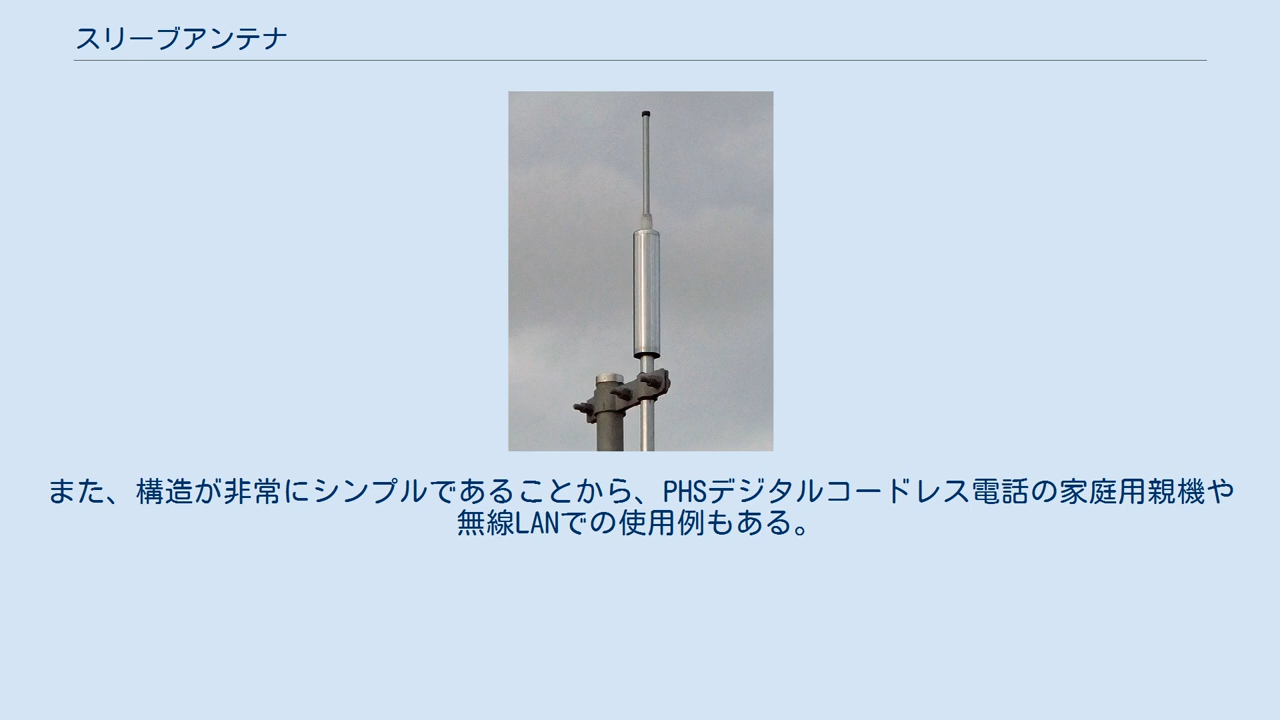 スリーブアンテナ
また、構造が非常にシンプルであることから、PHSデジタルコードレス電話の家庭用親機や
無線LANでの使用例もある。